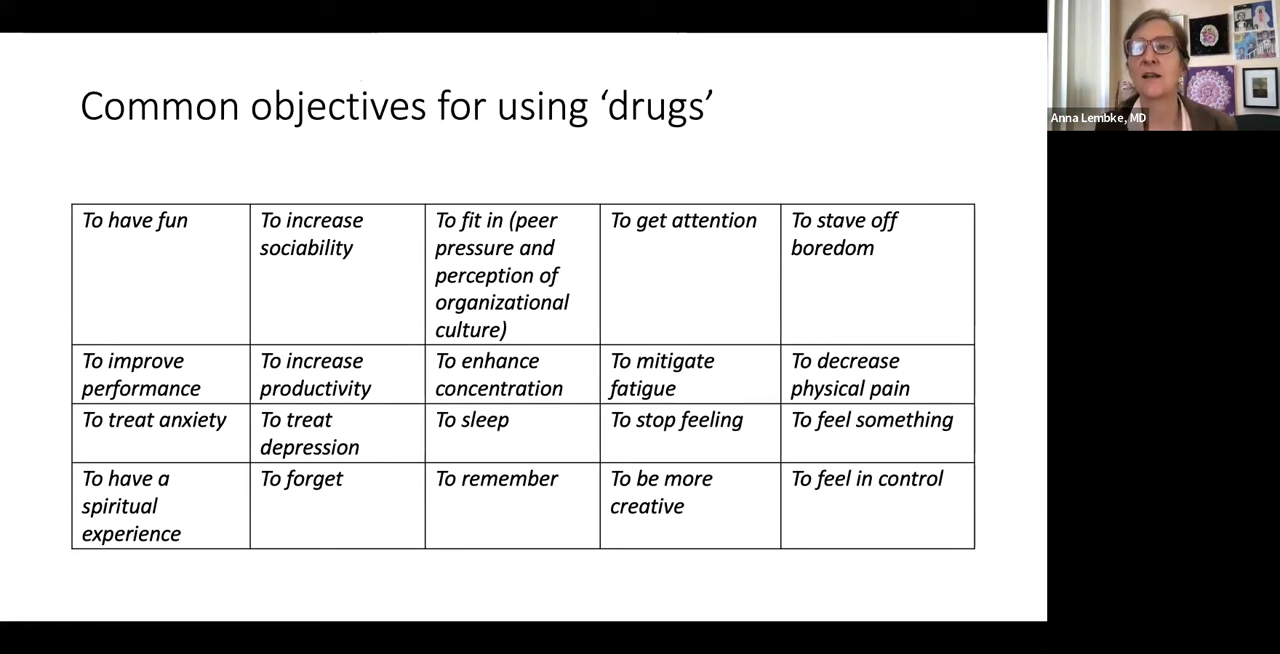 Common objectives for using ‘drugs’
Anna Lembke, MD
To have fun
To increase
sociability
To fit in (peer
pressure and
perception of
organizational
culture)
To get attention
To stave off
boredom
To improve
performance
To increase
productivity
To enhance
concentration
To mitigate
fatigue
To decrease
physical pain
To treat anxiety
To treat
depression
To sleep
To stop feeling
To feel something
To have a
spiritual
experience
To forget
To remember
To be more
creative
To feel in control